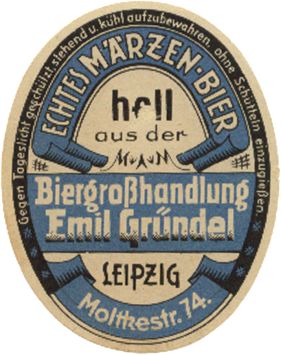 Gegen Tageslicht geschützt, stehend u. kühl aufzubewahren, ohne Schütteln einzugießen.
ECHTES MÄRZEN-BIER
hell
aus der
Biergroßhandlung
Emil Gründel
LEIPZIG
Moltkestr. 74.